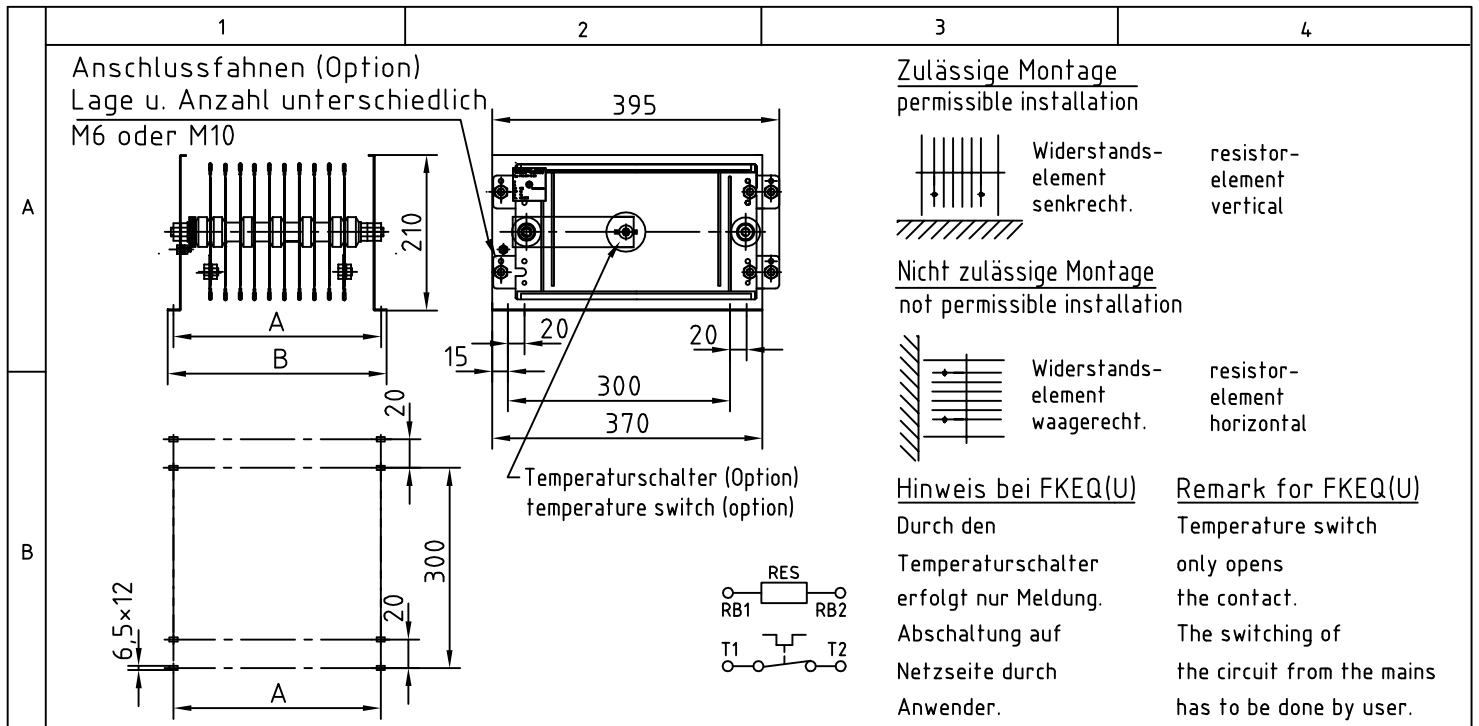 1
2
3
4
A
B
Anschlussfahnen (Option)
Lage u. Anzahl unterschiedlich
M6 oder M10
210
A
B
395
20
20
15
300
370
Temperaturschalter (Option)
temperature switch (option)
20
300
20
6,5×12
A
RES
RB1
RB2
T1
T2
Zulässige Montage
permissible installation
Widerstands-
element
senkrecht.
resistor-
element
vertical
Nicht zulässige Montage
not permissible installation
Widerstands-
element
waagerecht.
resistor-
element
horizontal
Hinweis bei FKEQ(U)
Durch den
Temperaturschalter
erfolgt nur Meldung.
Abschaltung auf
Netzseite durch
Anwender.
Remark for FKEQ(U)
Temperature switch
only opens
the contact.
The switching of
the circuit from the mains
has to be done by user.